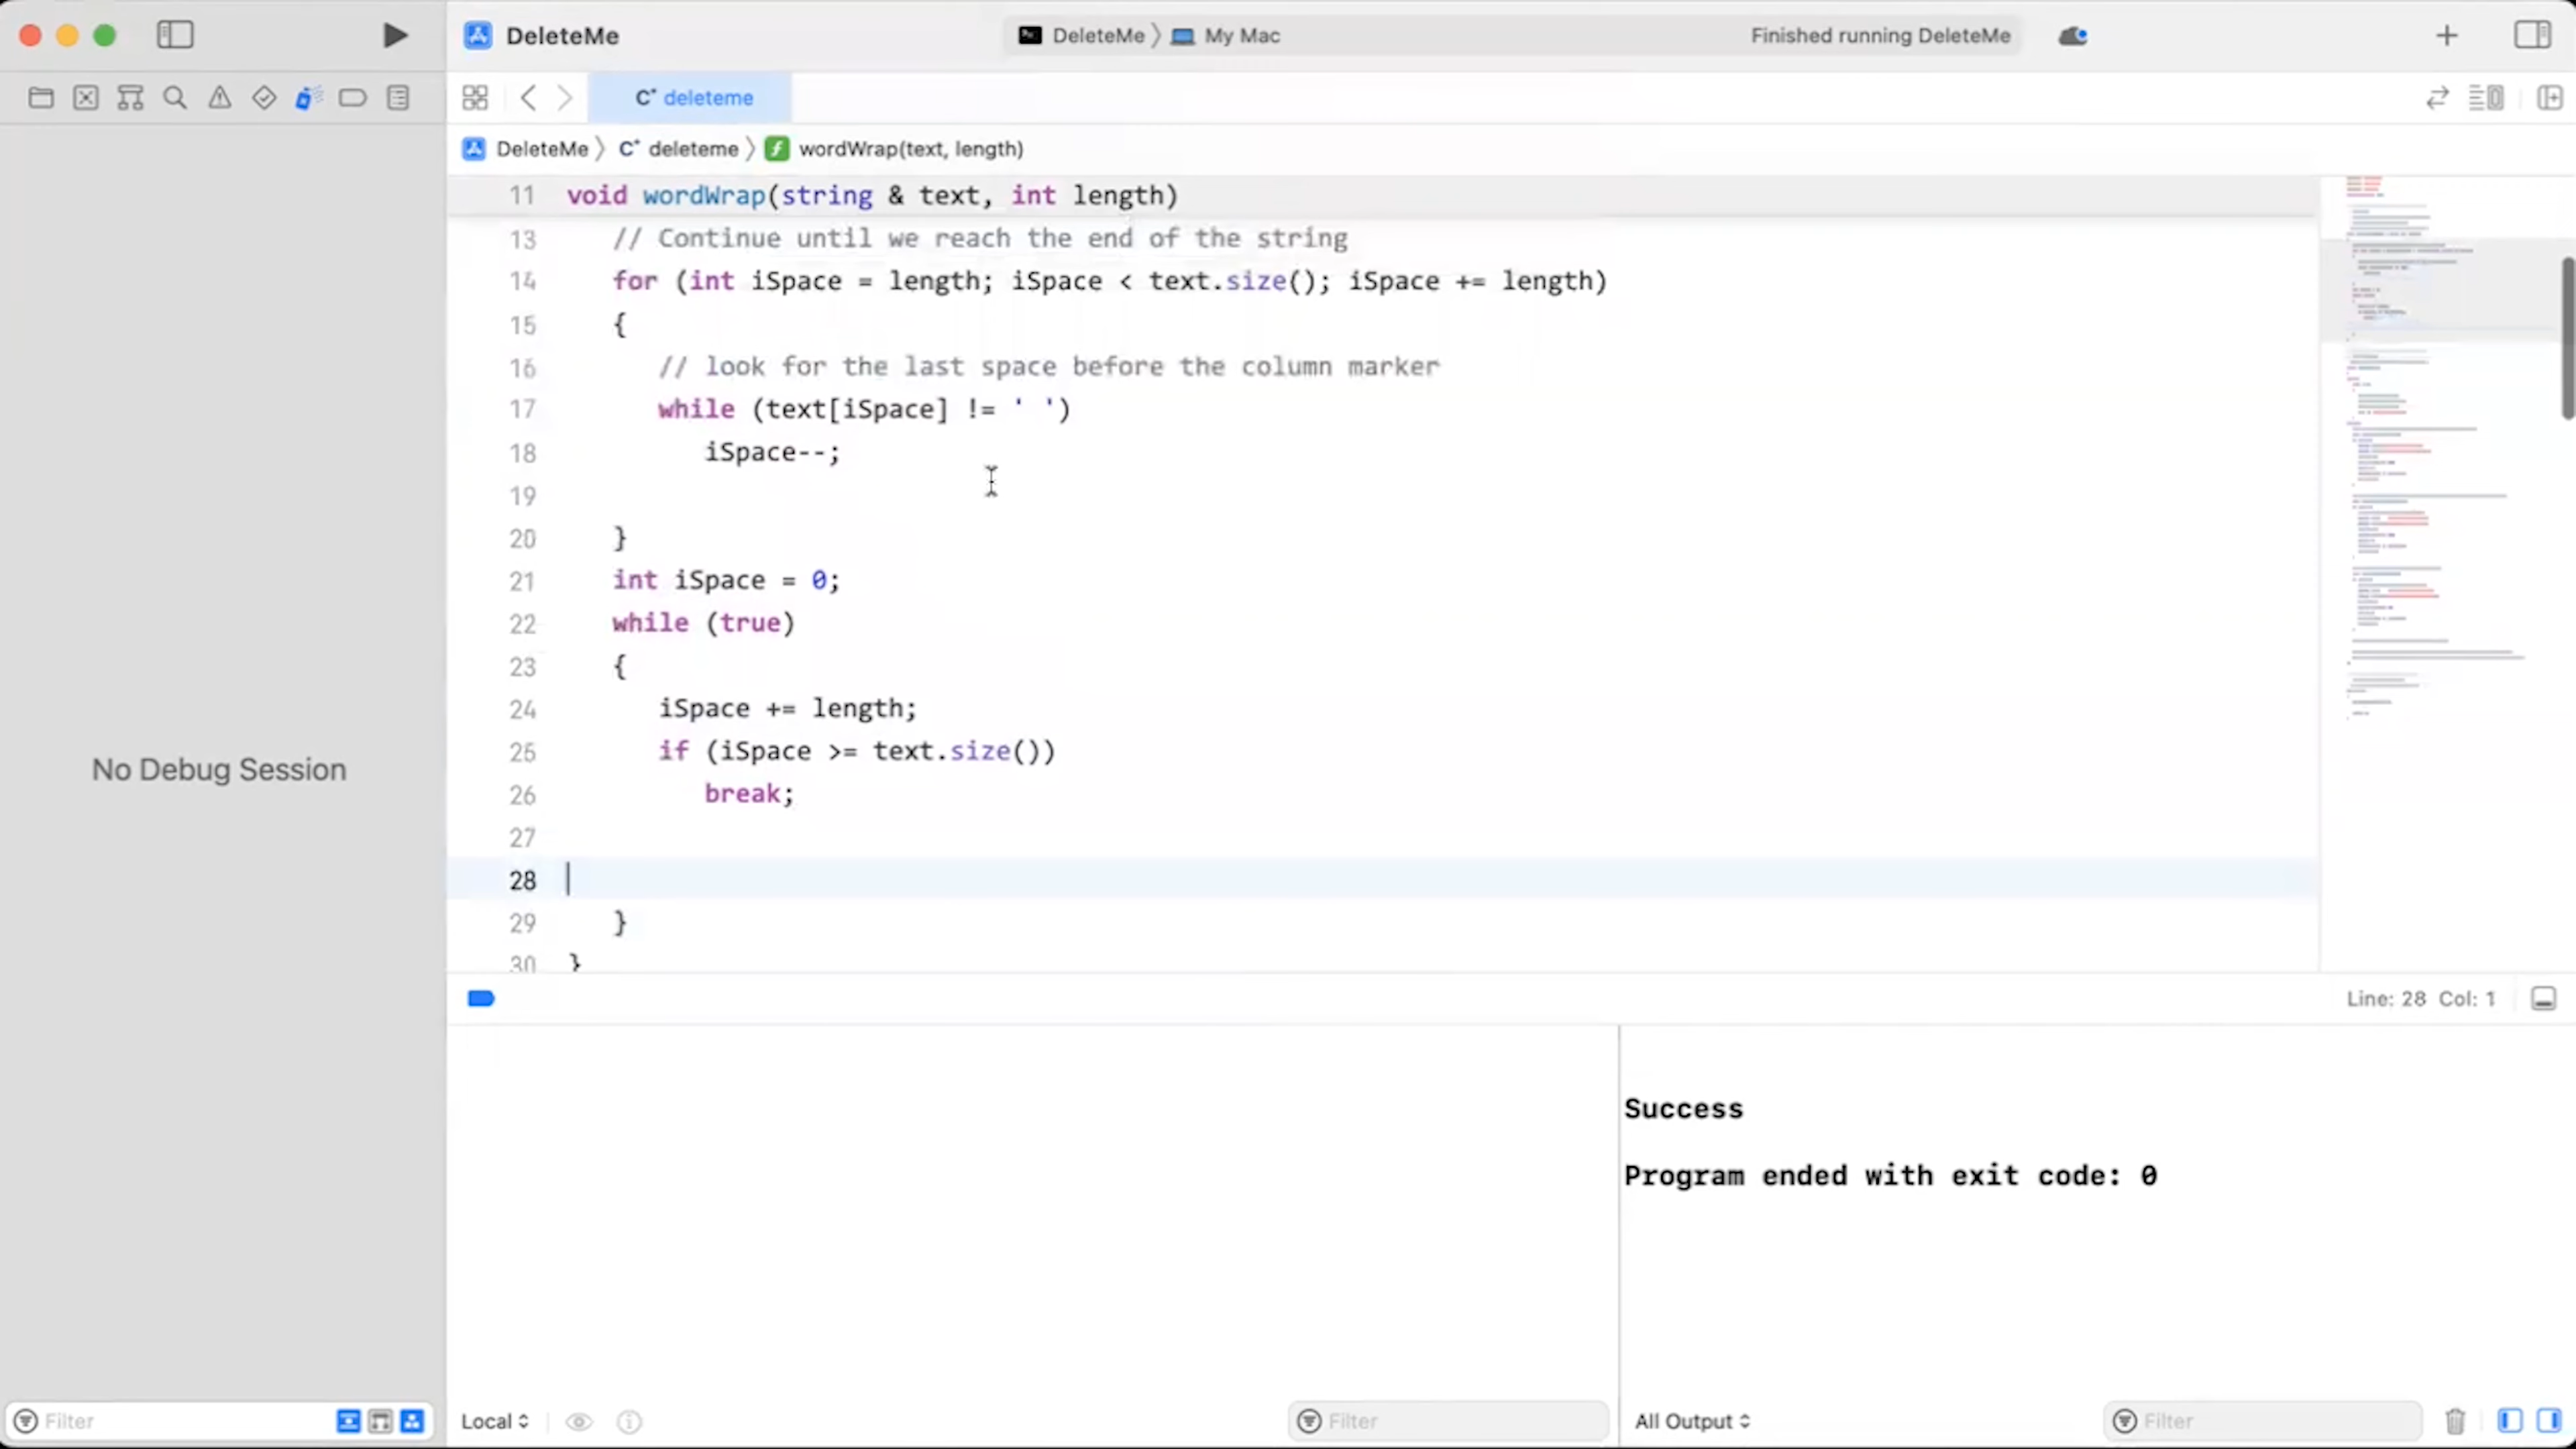 DeleteMe
DeleteMe 〉 My Mac
Finished running DeleteMe
C⁺ deleteme
DeleteMe 〉 C⁺ deleteme 〉 f wordWrap(text, length)
11 void wordWrap(string & text, int length)
13 // Continue until we reach the end of the string
14 for (int iSpace = length; iSpace < text.size(); iSpace += length)
15 {
16 // look for the last space before the column marker
17 while (text[iSpace] != ' ')
18 iSpace--;
19
20 }
21 int iSpace = 0;
22 while (true)
23 {
24 iSpace += length;
25 if (iSpace >= text.size())
26 break;
27
28
29 }
30 }
No Debug Session
Line: 28 Col: 1
Success
Program ended with exit code: 0
Filter
Local
Filter
All Output
Filter